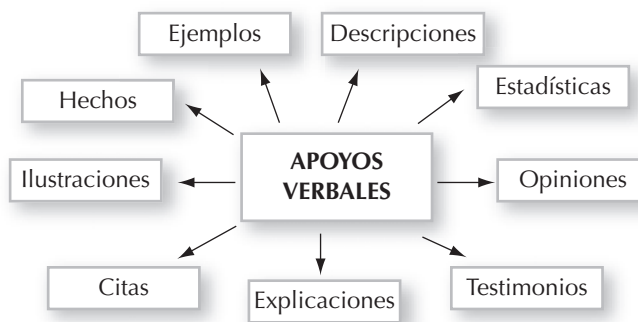 Ejemplos
Descripciones
Hechos
Estadísticas
APOYOS
VERBALES
Ilustraciones
Opiniones
Citas
Explicaciones
Testimonios